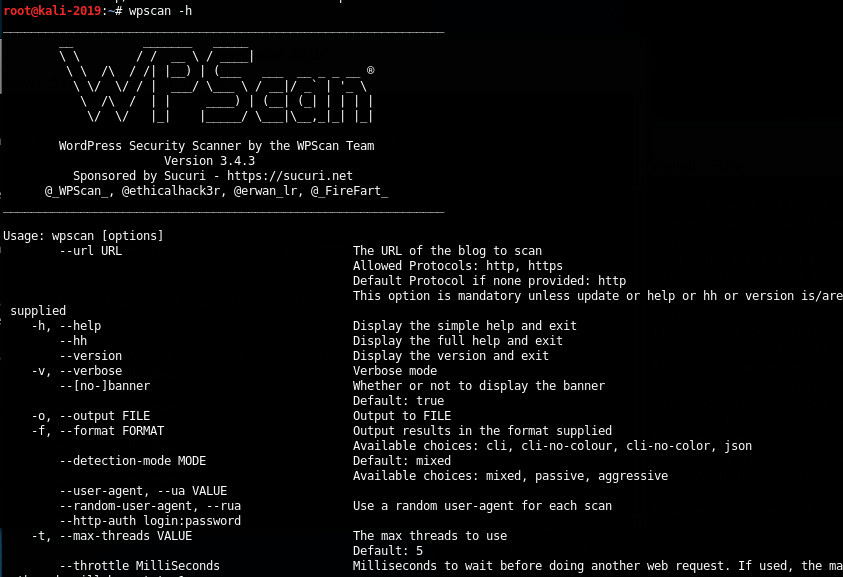 root@kali-2019:~# wpscan -h
WPScan ®
WordPress Security Scanner by the WPScan Team
Version 3.4.3
Sponsored by Sucuri - https://sucuri.net
@_WPScan_, @ethicalhack3r, @erwan_lr, @_FireFart_
Usage: wpscan [options]
--url URL The URL of the blog to scan
Allowed Protocols: http, https
Default Protocol if none provided: http
This option is mandatory unless update or help or hh or version is/are
supplied
-h, --help Display the simple help and exit
--hh Display the full help and exit
--version Display the version and exit
-v, --verbose Verbose mode
--[no-]banner Whether or not to display the banner
Default: true
-o, --output FILE Output to FILE
-f, --format FORMAT Output results in the format supplied
Available choices: cli, cli-no-colour, cli-no-color, json
--detection-mode MODE Default: mixed
Available choices: mixed, passive, aggressive
--user-agent, --ua VALUE
--random-user-agent, --rua Use a random user-agent for each scan
--http-auth login:password
-t, --max-threads VALUE The max threads to use
Default: 5
--throttle MilliSeconds Milliseconds to wait before doing another web request. If used, the